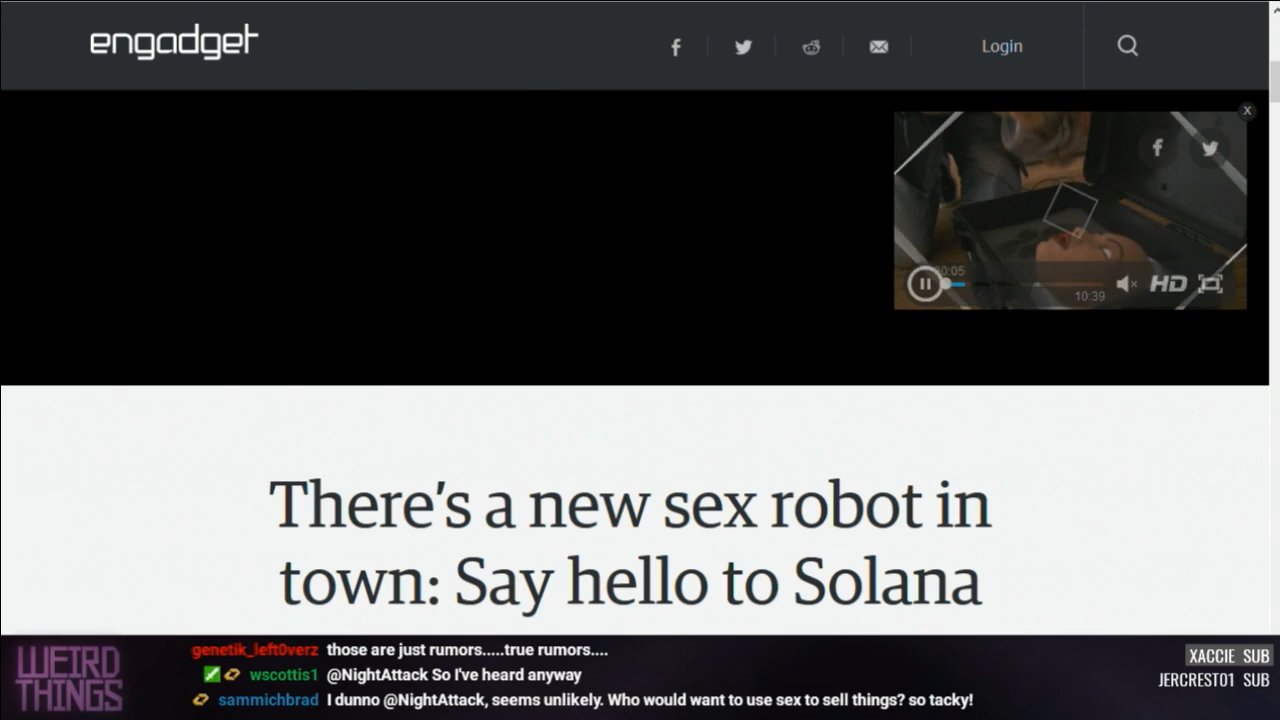 engadget
Login
X
00:05
10:39
HD
There's a new sex robot in
town: Say hello to Solana
WEIRD
THINGS
genetik_left0verz those are just rumors.....true rumors....
wscottis1 @NightAttack So I've heard anyway
sammichbrad I dunno @NightAttack, seems unlikely. Who would want to use sex to sell things? so tacky!
XACCIE SUB
JERCREST01 SUB